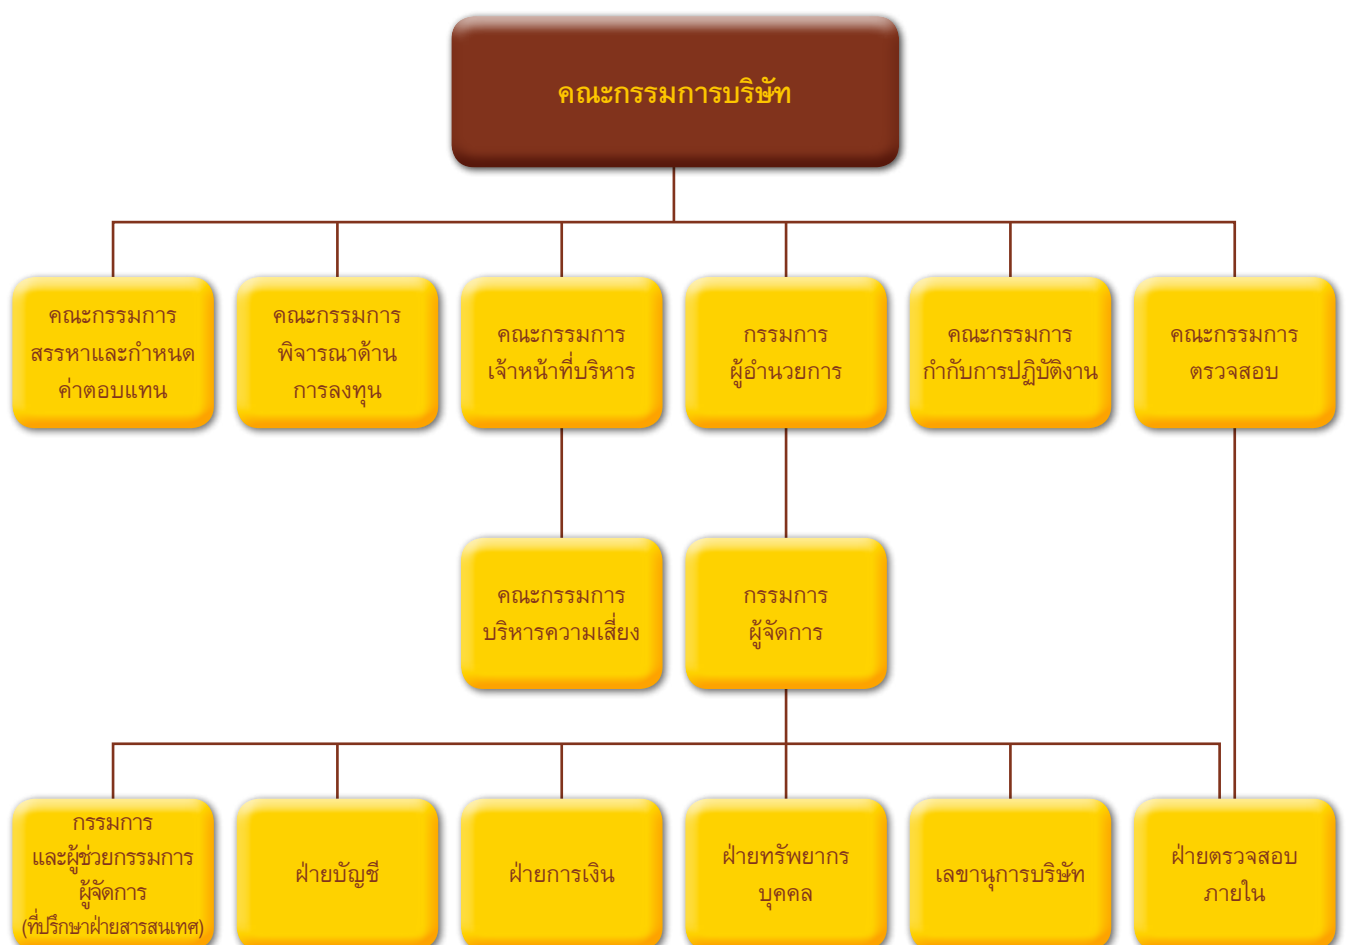 คณะกรรมการบริษัท
คณะกรรมการ
สรรหาและกำหนด
ค่าตอบแทน
คณะกรรมการ
พิจารณาด้าน
การลงทุน
คณะกรรมการ
เจ้าหน้าที่บริหาร
กรรมการ
ผู้อำนวยการ
คณะกรรมการ
กำกับการปฏิบัติงาน
คณะกรรมการ
ตรวจสอบ
คณะกรรมการ
บริหารความเสี่ยง
กรรมการ
ผู้จัดการ
กรรมการ
และผู้ช่วยกรรมการ
ผู้จัดการ
(ที่ปรึกษาฝ่ายสารสนเทศ)
ฝ่ายบัญชี
ฝ่ายการเงิน
ฝ่ายทรัพยากร
บุคคล
เลขานุการบริษัท
ฝ่ายตรวจสอบ
ภายใน